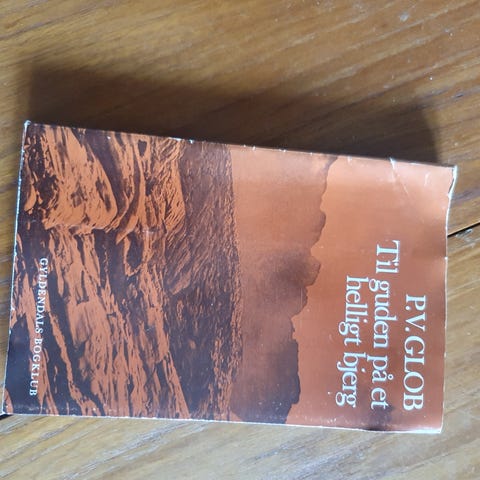 P.V. GLOB
Til guden på et
helligt bjerg
GYLDENDALS BOGKLUB